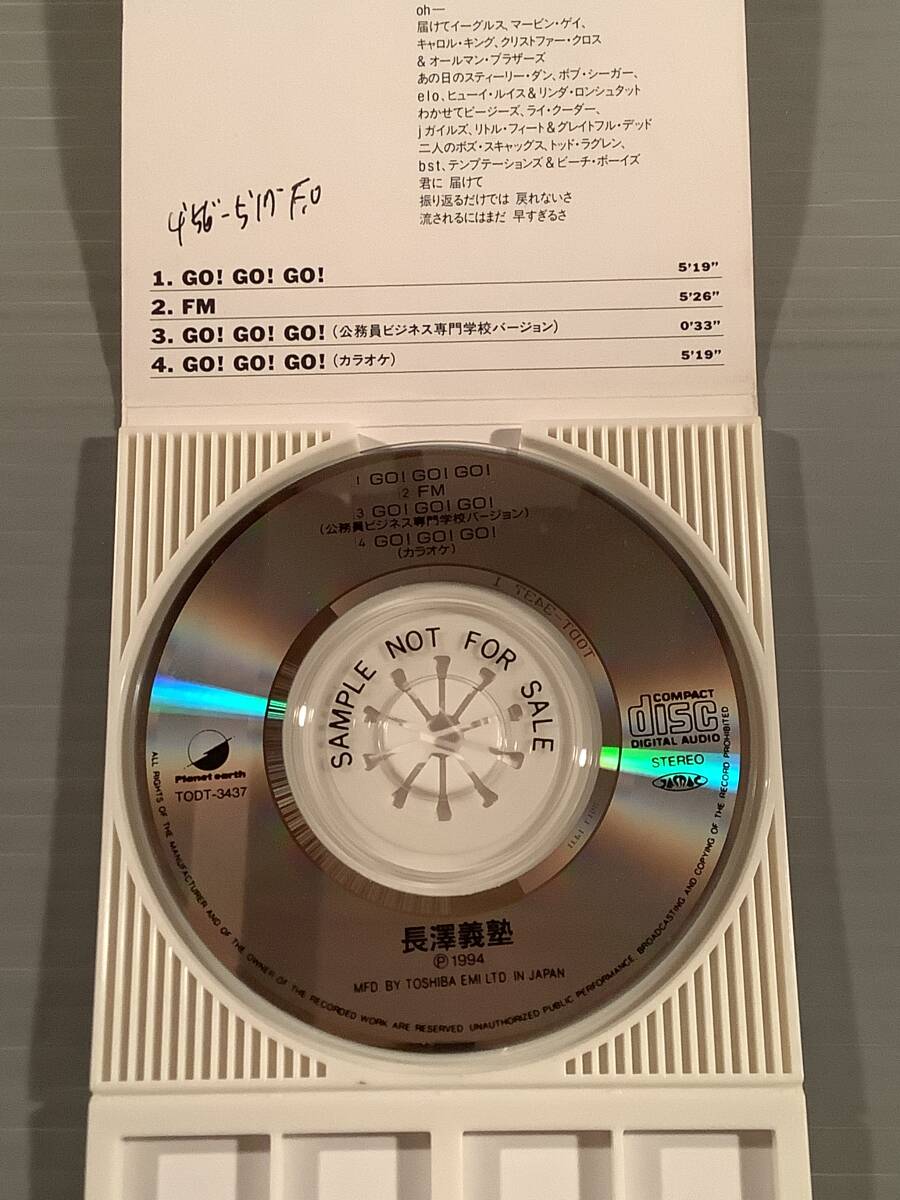 oh—
届けてイーグルス、マービン・ゲイ、
キャロル・キング、クリストファー・クロス
& オールマン・ブラザーズ
あの日のスティーリー・ダン、ボブ・シーガー、
elo、ヒューイ・ルイス&リンダ・ロンシュタット
わかせてビージーズ、ライ・クーダー、
jガイルズ、リトル・フィート&グレイトフル・デッド
二人のボズ・スキャッグス、トッド・ラグレン、
bst、テンプテーションズ&ビーチ・ボーイズ
君に 届けて
振り返るだけでは 戻れないさ
流されるにはまだ 早すぎるさ
4'56"-5'17" F.O
1. GO! GO! GO! 5'19"
2. FM 5'26"
3. GO! GO! GO! (公務員ビジネス専門学校バージョン) 0'33"
4. GO! GO! GO! (カラオケ) 5'19"
1 GO! GO! GO!
2 FM
3 GO! GO! GO!
(公務員ビジネス専門学校バージョン)
4 GO! GO! GO!
(カラオケ)
TODT-3437 1
SAMPLE NOT FOR SALE
COMPACT
disc
DIGITAL AUDIO
STEREO
JASRAC
Planet earth
TODT-3437
長澤義塾
Ⓟ1994
MFD BY TOSHIBA EMI LTD IN JAPAN
ALL RIGHTS OF THE MANUFACTURER AND OF THE OWNER OF THE RECORDED WORK ARE RESERVED UNAUTHORIZED PUBLIC PERFORMANCE. BROADCASTING AND COPYING OF THE RECORD PROHIBITED